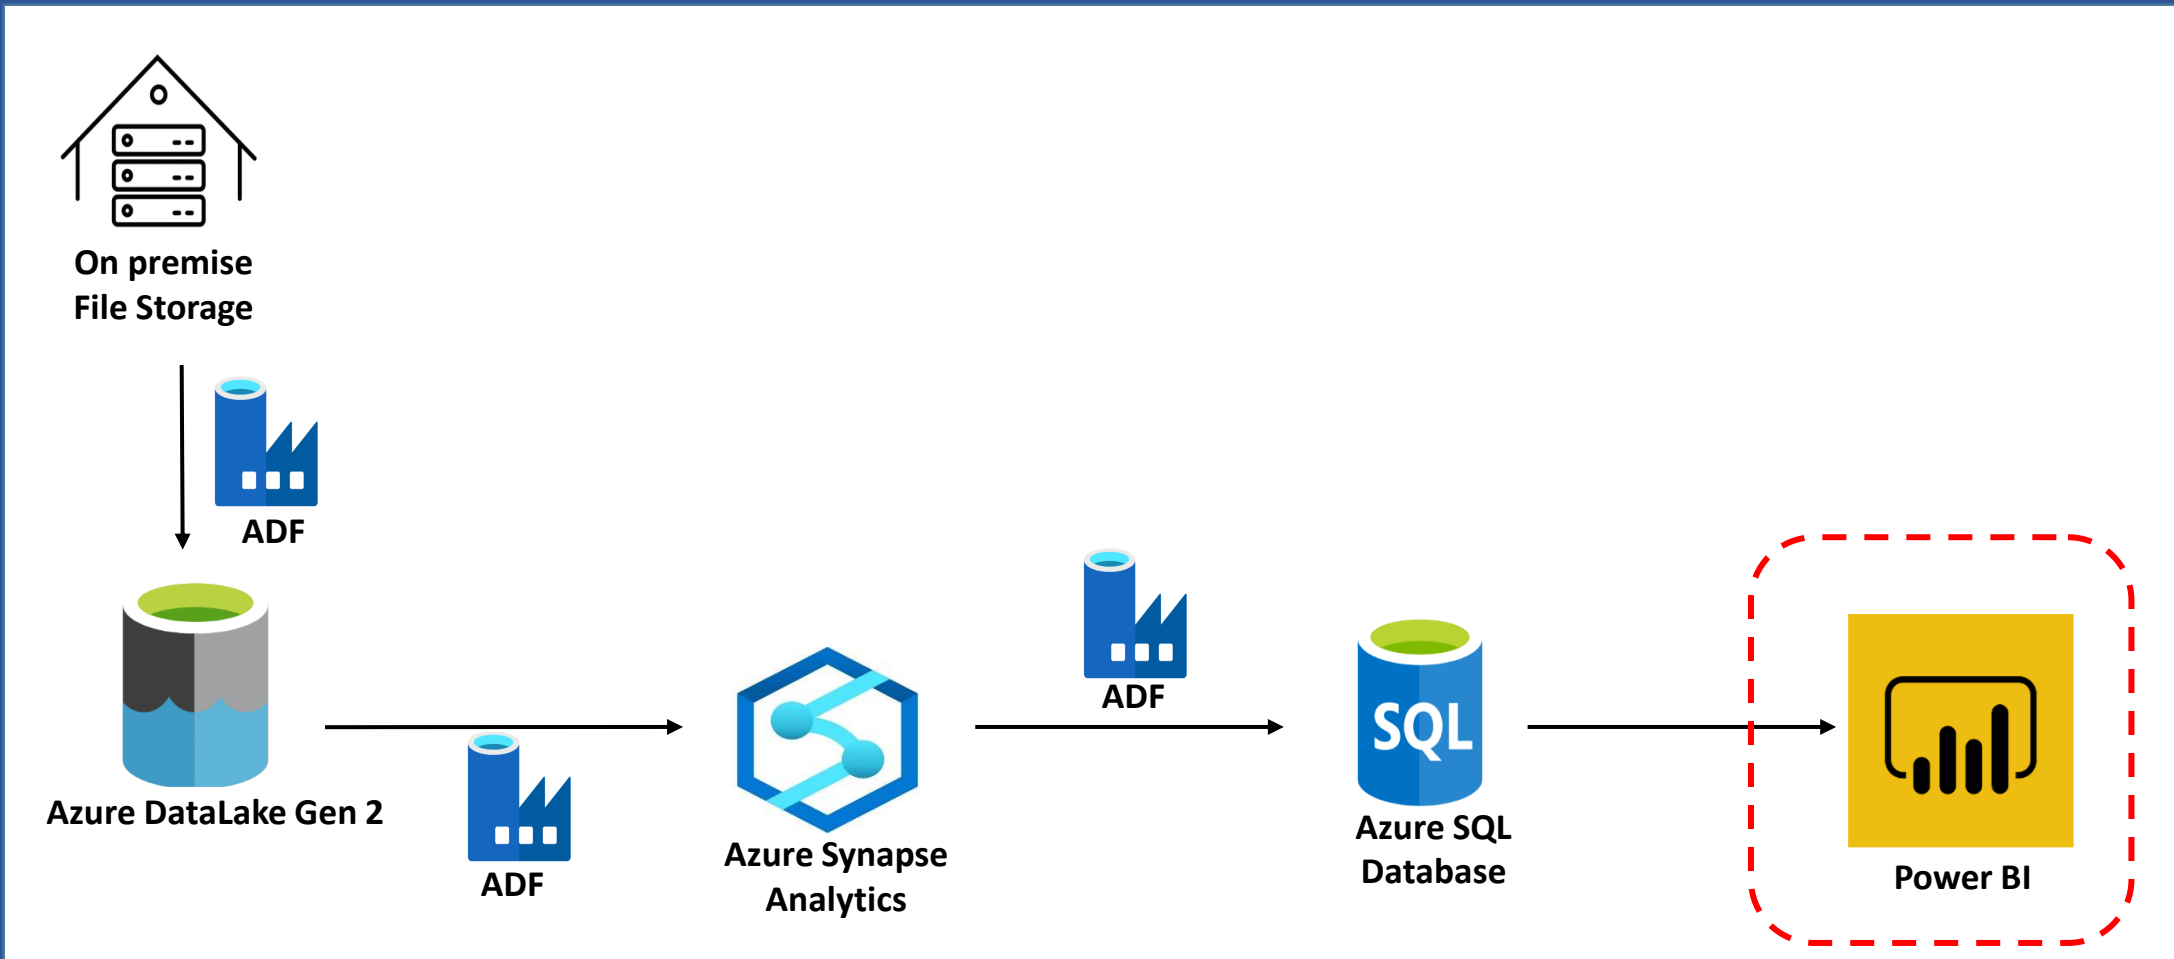 On premise
File Storage
ADF
Azure DataLake Gen 2
ADF
Azure Synapse
Analytics
ADF
SQL
Azure SQL
Database
Power BI